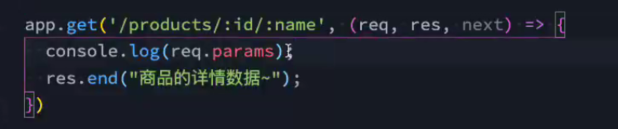 app.get('/products/:id/:name', (req, res, next) => {
console.log(req.params);
res.end("商品的详情数据~");
})